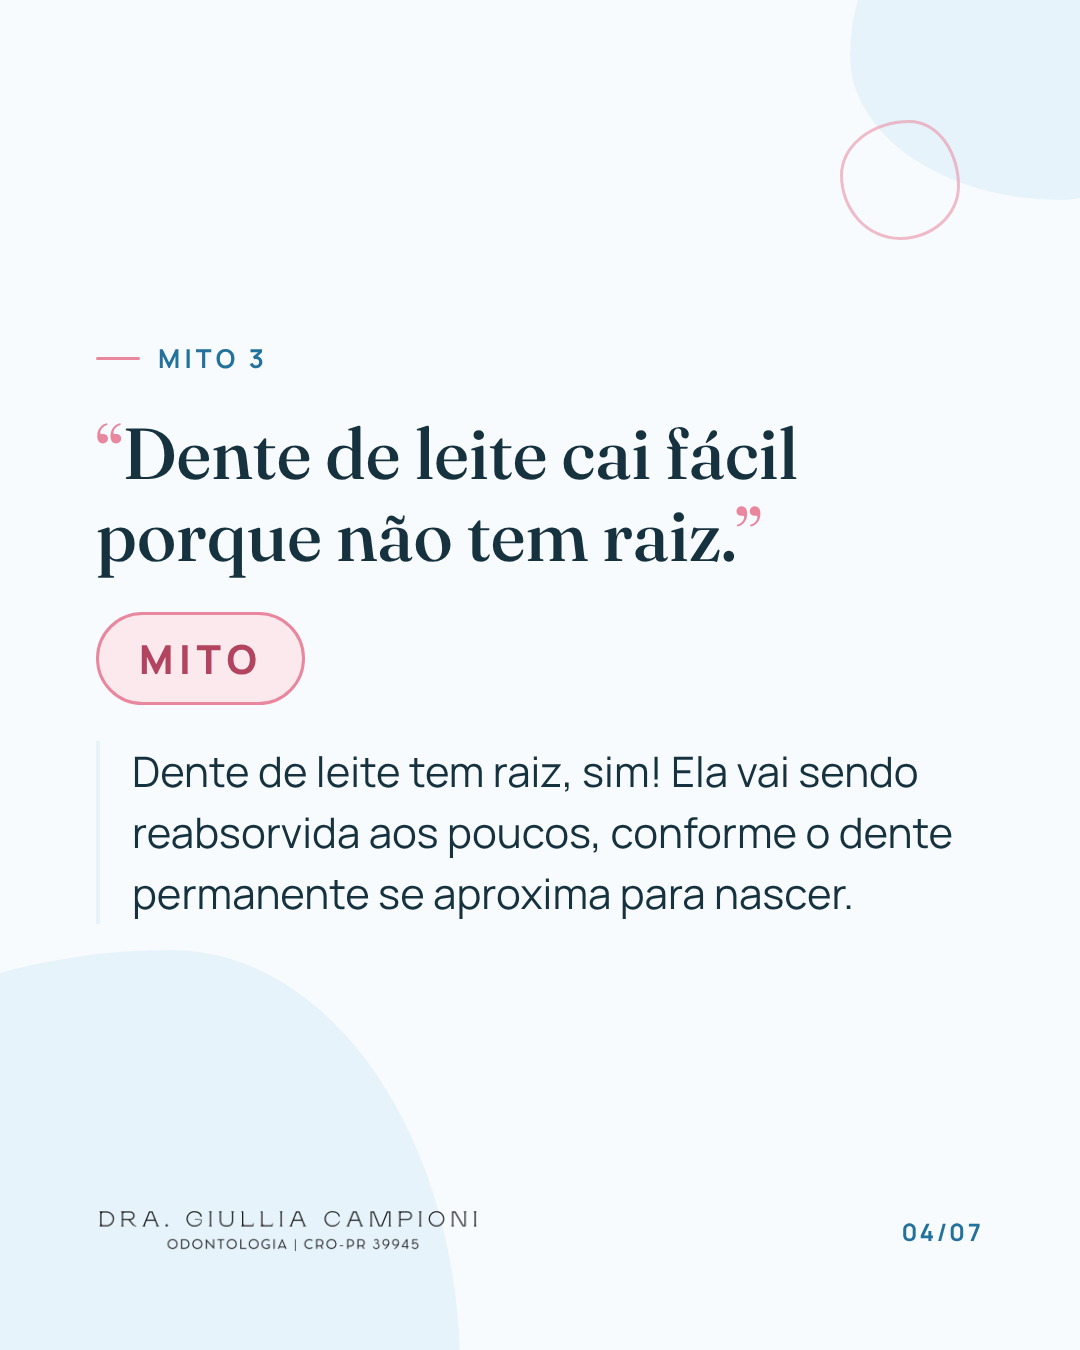 MITO 3
“Dente de leite cai fácil
porque não tem raiz.”
MITO
Dente de leite tem raiz, sim! Ela vai sendo
reabsorvida aos poucos, conforme o dente
permanente se aproxima para nascer.
DRA. GIULLIA CAMPIONI
ODONTOLOGIA | CRO-PR 39945
04/07